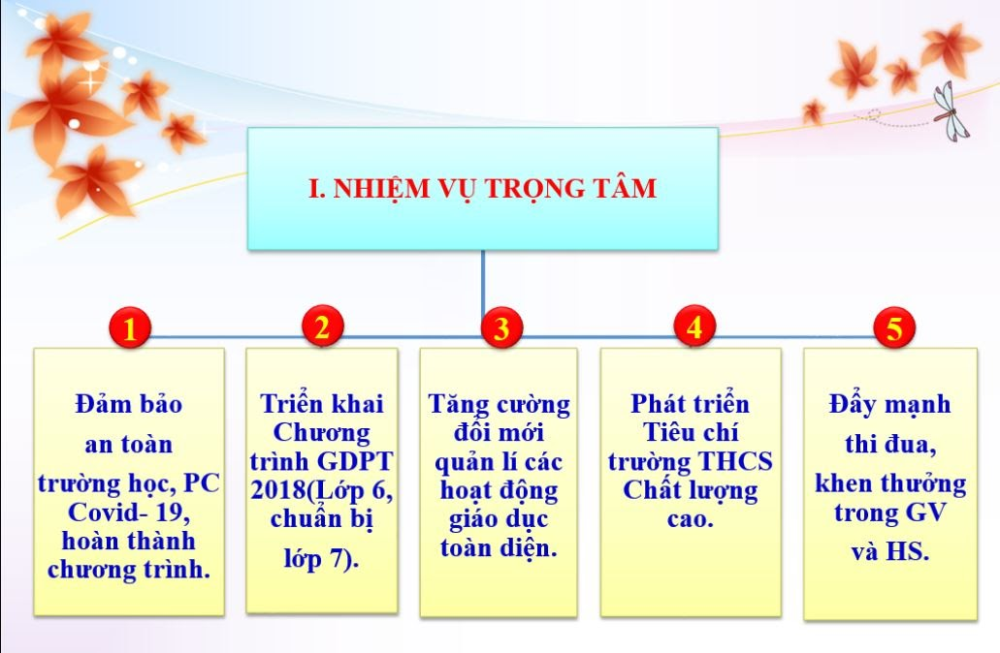 I. NHIỆM VỤ TRỌNG TÂM
1
Đảm bảo
an toàn
trường học, PC
Covid- 19,
hoàn thành
chương trình.
2
Triển khai
Chương
trình GDPT
2018(Lớp 6,
chuẩn bị
lớp 7).
3
Tăng cường
đổi mới
quản lí các
hoạt động
giáo dục
toàn diện.
4
Phát triển
Tiêu chí
trường THCS
Chất lượng
cao.
5
Đẩy mạnh
thi đua,
khen thưởng
trong GV
và HS.